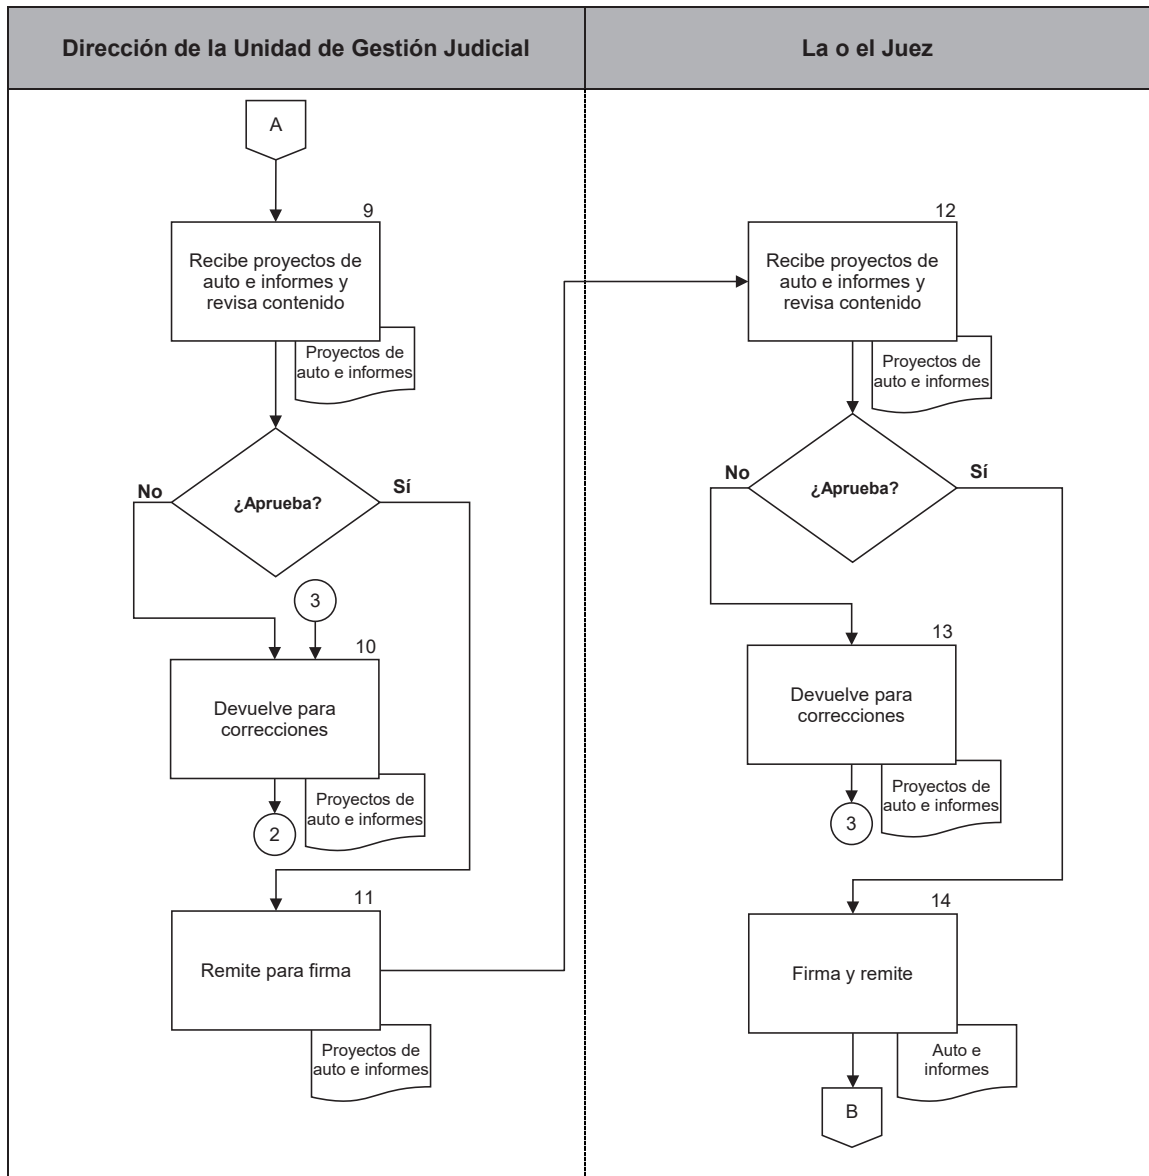 Dirección de la Unidad de Gestión Judicial
La o el Juez
A
9
Recibe proyectos de
auto e informes y
revisa contenido
Proyectos de
auto e informes
¿Aprueba?
No
Sí
3
10
Devuelve para
correcciones
Proyectos de
auto e informes
2
11
Remite para firma
Proyectos de
auto e informes
12
Recibe proyectos de
auto e informes y
revisa contenido
Proyectos de
auto e informes
¿Aprueba?
No
Sí
13
Devuelve para
correcciones
Proyectos de
auto e informes
3
14
Firma y remite
Auto e
informes
B